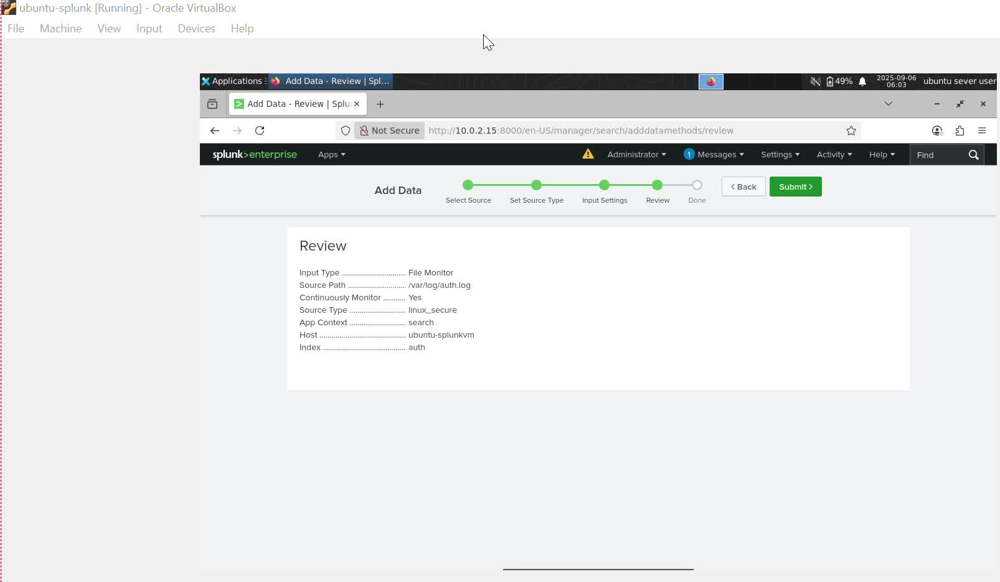 ubuntu-splunk [Running] - Oracle VirtualBox
File Machine View Input Devices Help
Applications Add Data - Review | Spl... 49% 2025-09-06 06:03 ubuntu sever user
Add Data - Review | Splu
Not Secure http://10.0.2.15:8000/en-US/manager/search/adddatamethods/review
splunk>enterprise Apps Administrator 1 Messages Settings Activity Help Find
Add Data
Select Source Set Source Type Input Settings Review Done
< Back Submit >
Review
Input Type ................................ File Monitor
Source Path ............................. /var/log/auth.log
Continuously Monitor ........... Yes
Source Type ............................ linux_secure
App Context ............................ search
Host ........................................... ubuntu-splunkvm
Index ......................................... auth